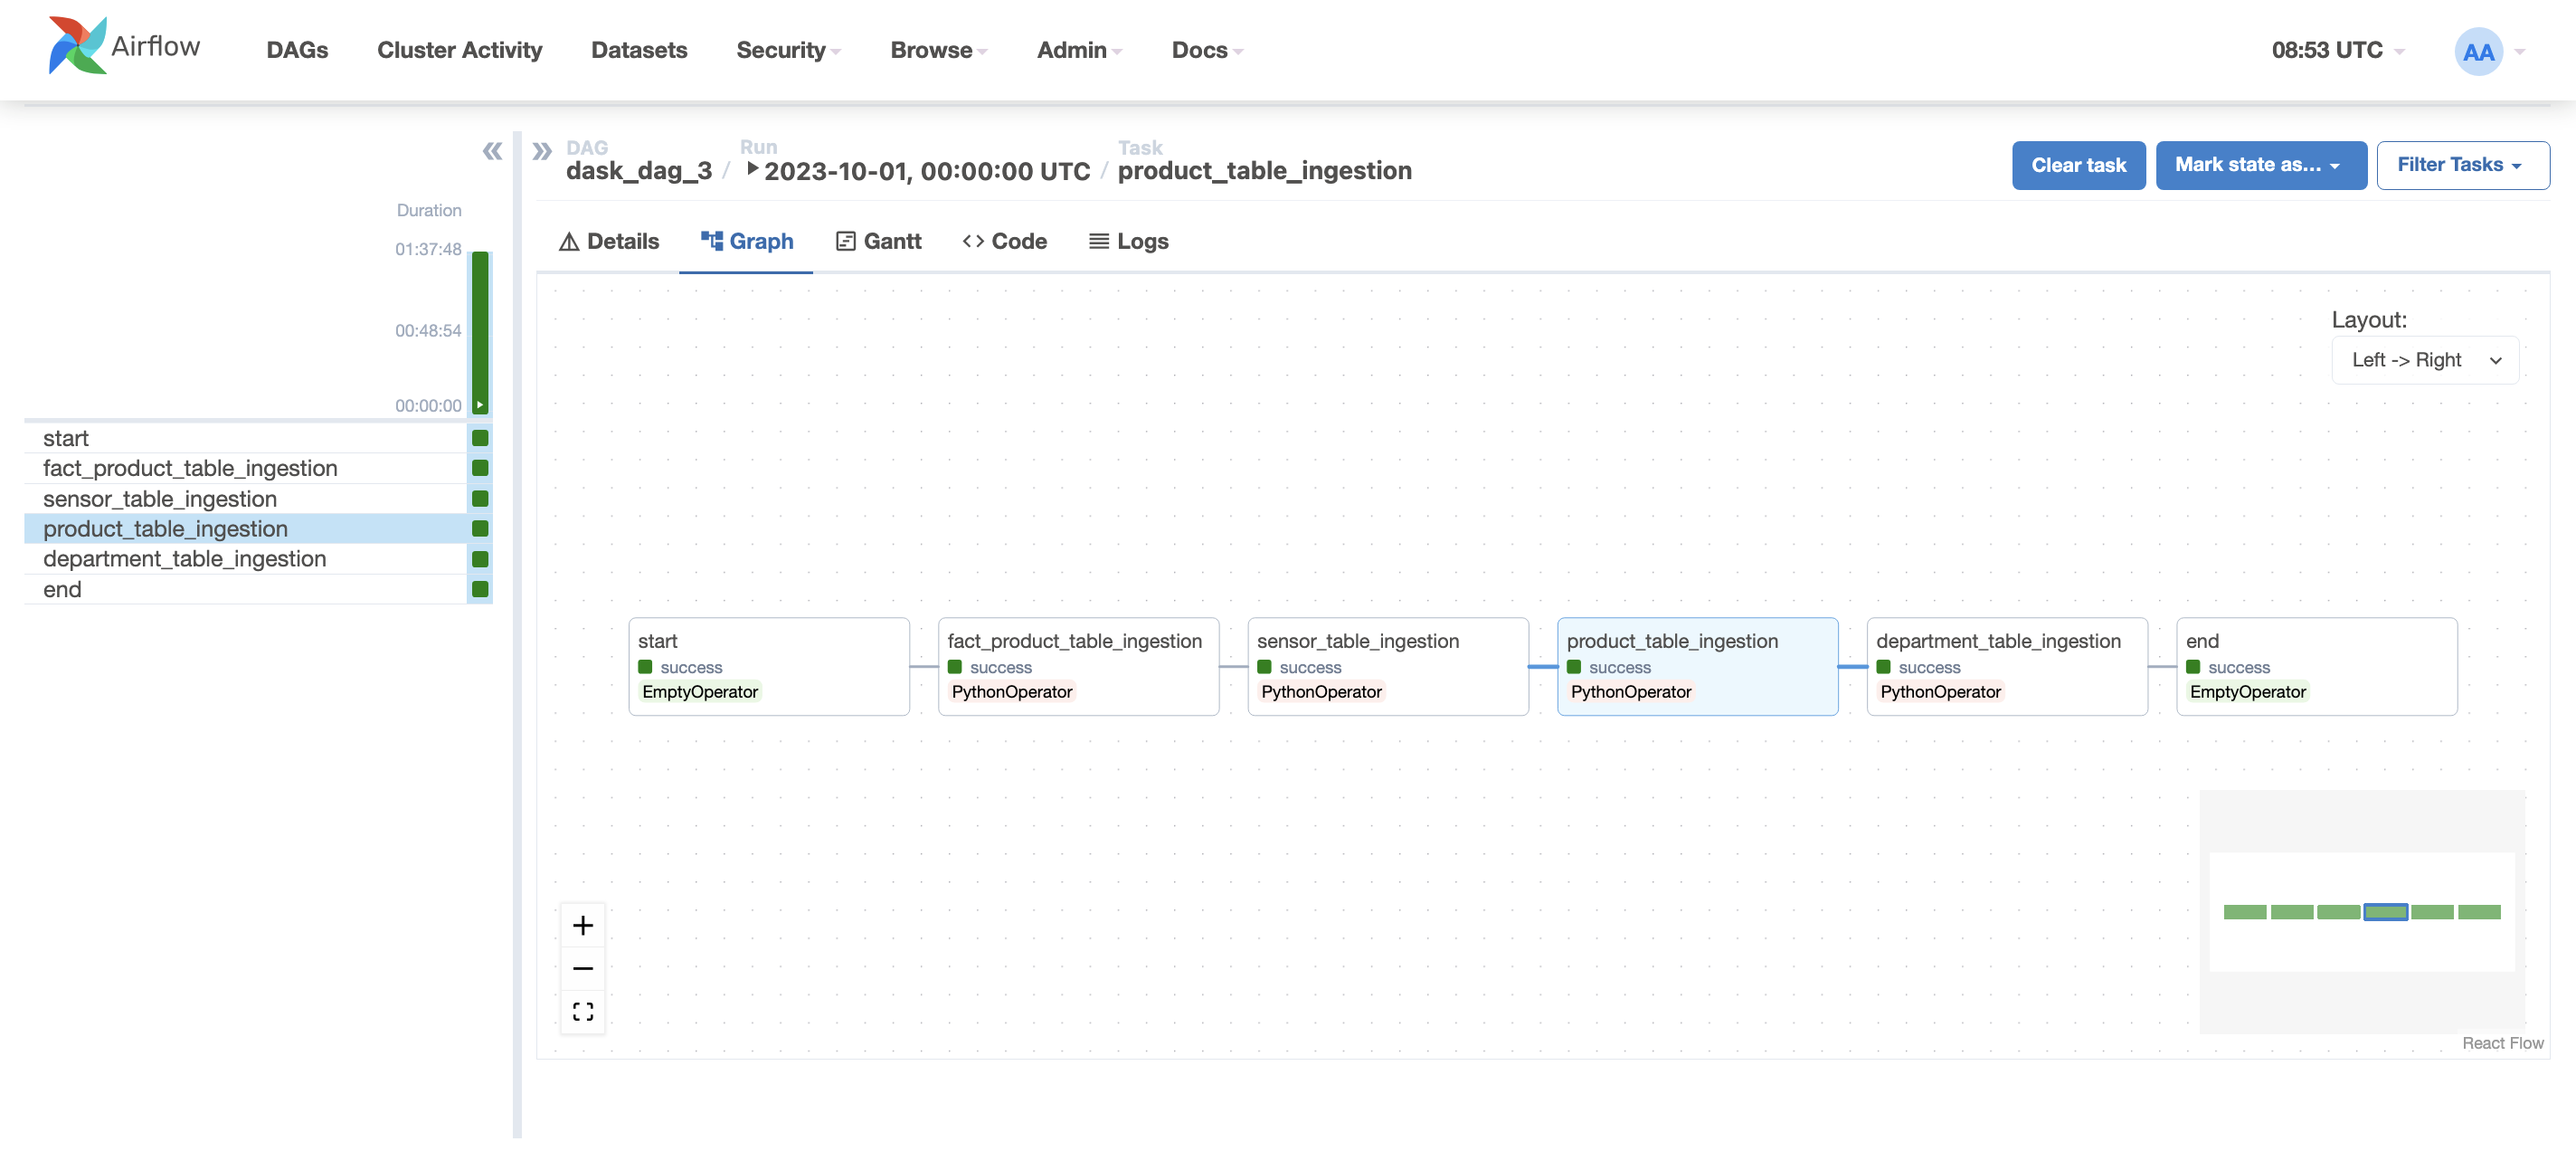 Airflow
DAGs Cluster Activity Datasets Security Browse Admin Docs
08:53 UTC
AA
DAG
dask_dag_3
/
Run
2023-10-01, 00:00:00 UTC
/
Task
product_table_ingestion
Clear task
Mark state as...
Filter Tasks
Duration
01:37:48
00:48:54
00:00:00
start
fact_product_table_ingestion
sensor_table_ingestion
product_table_ingestion
department_table_ingestion
end
Details Graph Gantt Code Logs
Layout:
Left -> Right
start
success
EmptyOperator
fact_product_table_ingestion
success
PythonOperator
sensor_table_ingestion
success
PythonOperator
product_table_ingestion
success
PythonOperator
department_table_ingestion
success
PythonOperator
end
success
EmptyOperator
React Flow